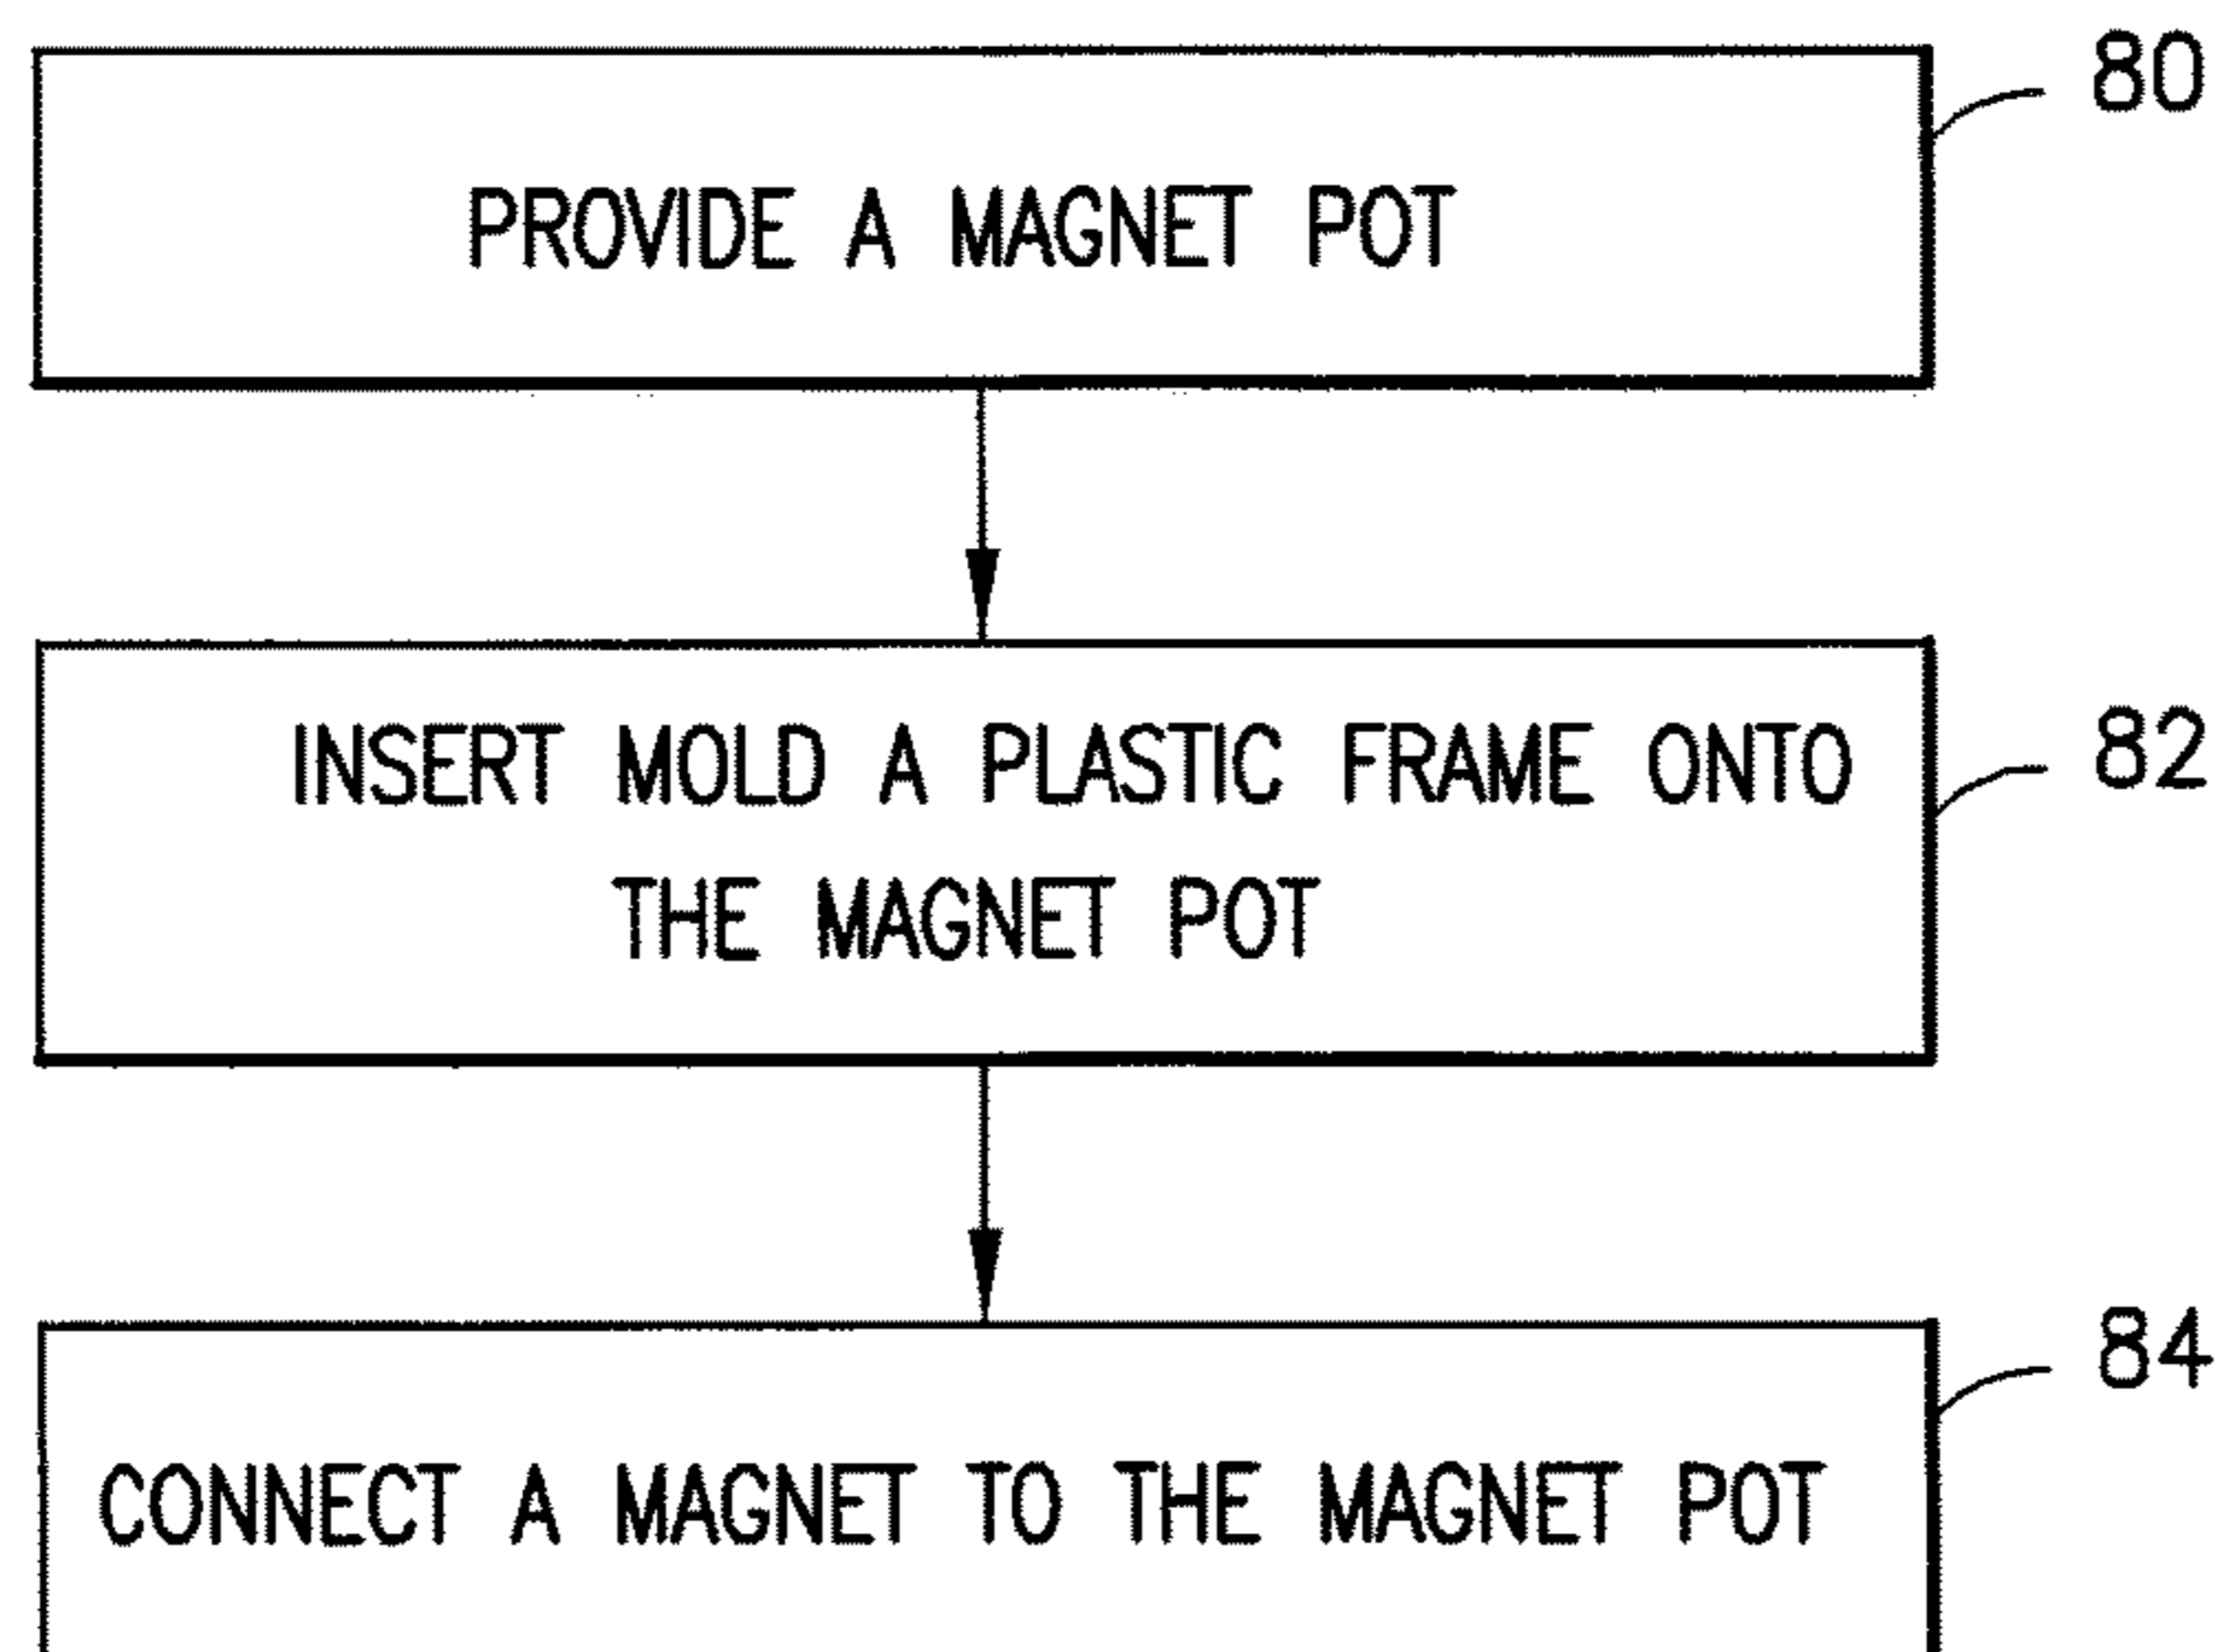 80
PROVIDE A MAGNET POT
82
INSERT MOLD A PLASTIC FRAME ONTO
THE MAGNET POT
84
CONNECT A MAGNET TO THE MAGNET POT